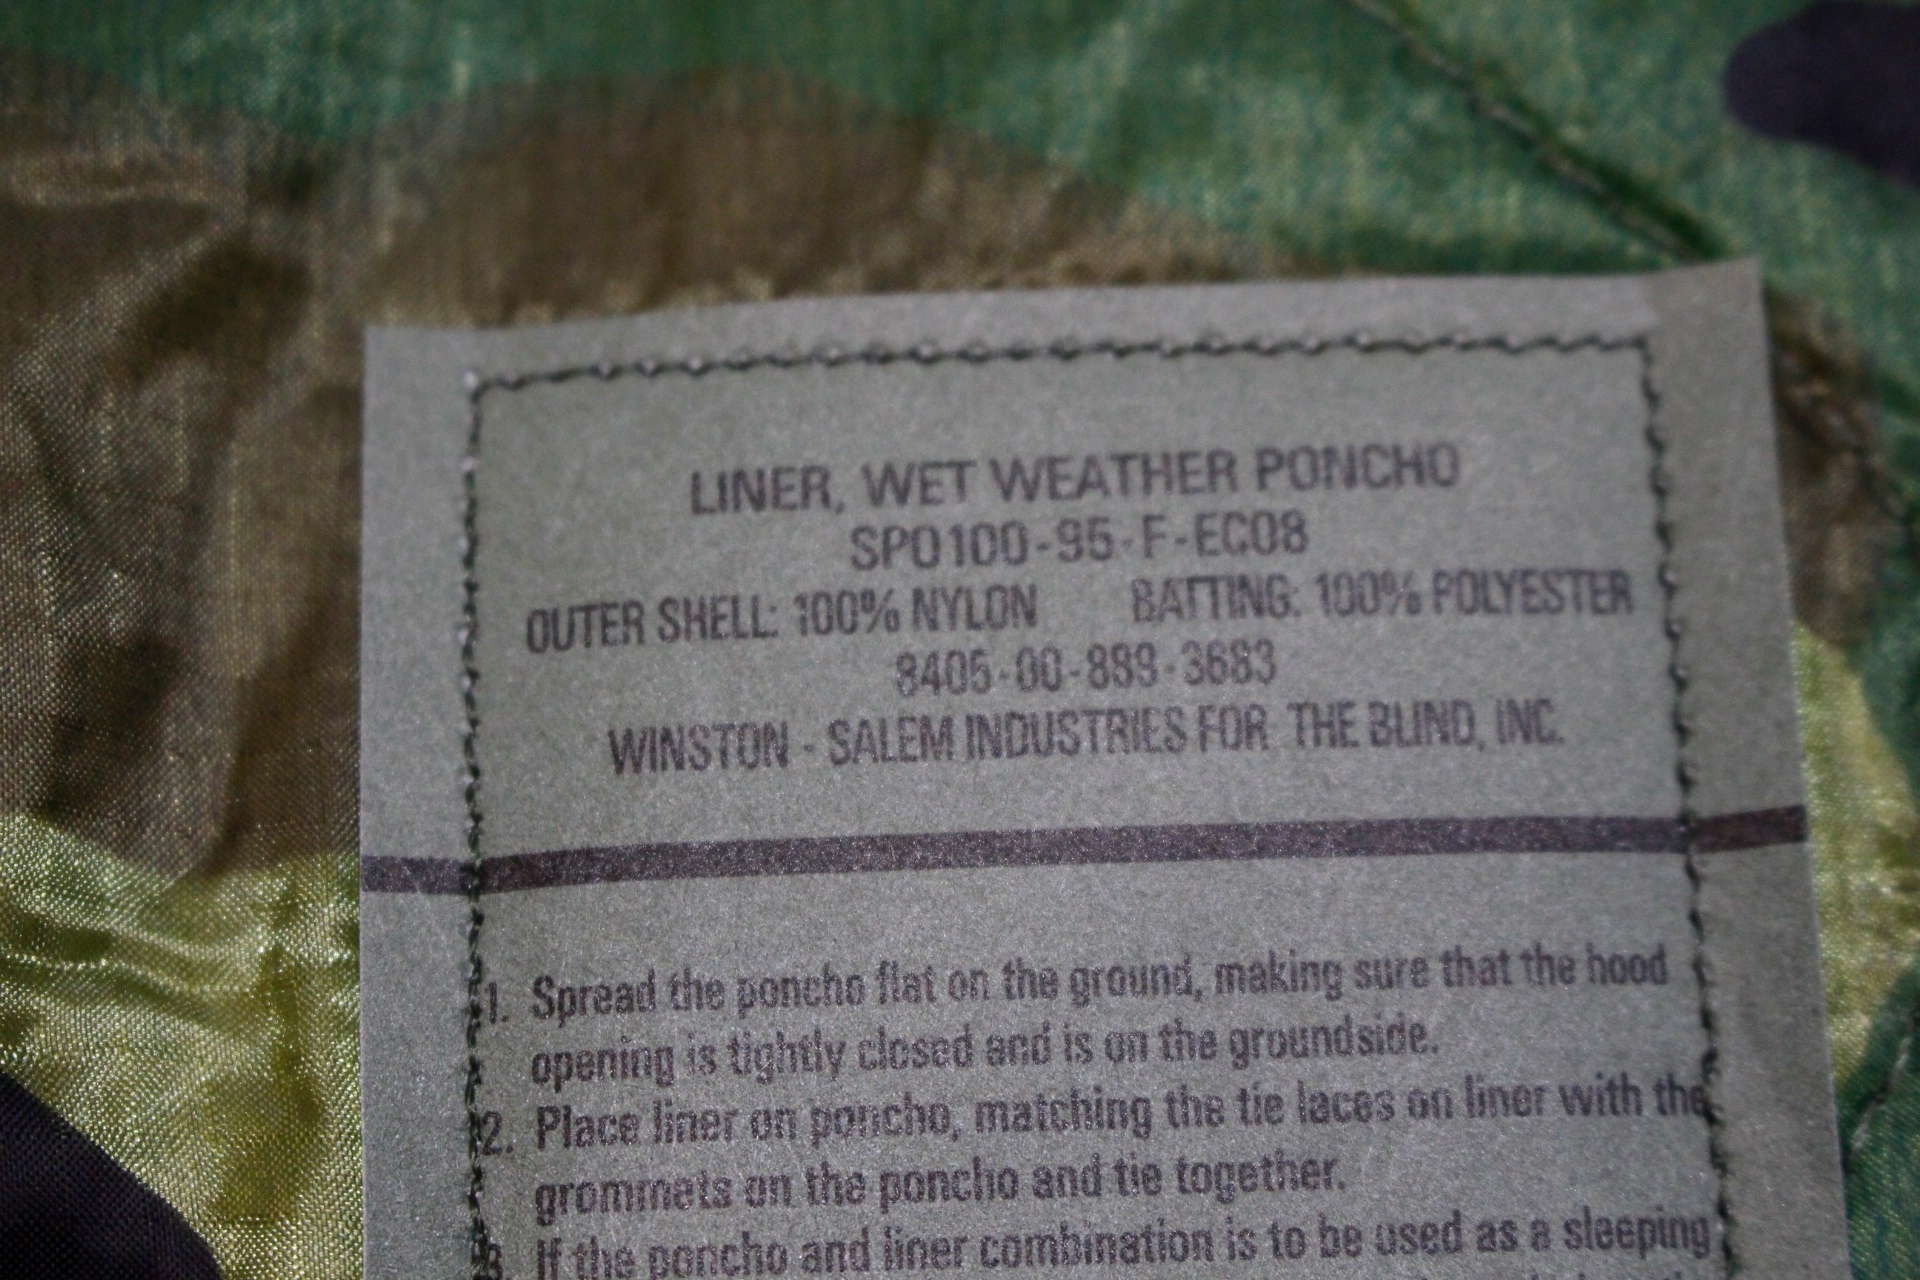 LINER, WET WEATHER PONCHO
SPO100-95-F-EC08
OUTER SHELL: 100% NYLON BATTING: 100% POLYESTER
8405-00-889-3683
WINSTON - SALEM INDUSTRIES FOR THE BLIND, INC.
1. Spread the poncho flat on the ground, making sure that the hood
opening is tightly closed and is on the groundside.
2. Place liner on poncho, matching the tie laces on liner with the
grommets on the poncho and tie together.
3. If the poncho and liner combination is to be used as a sleeping